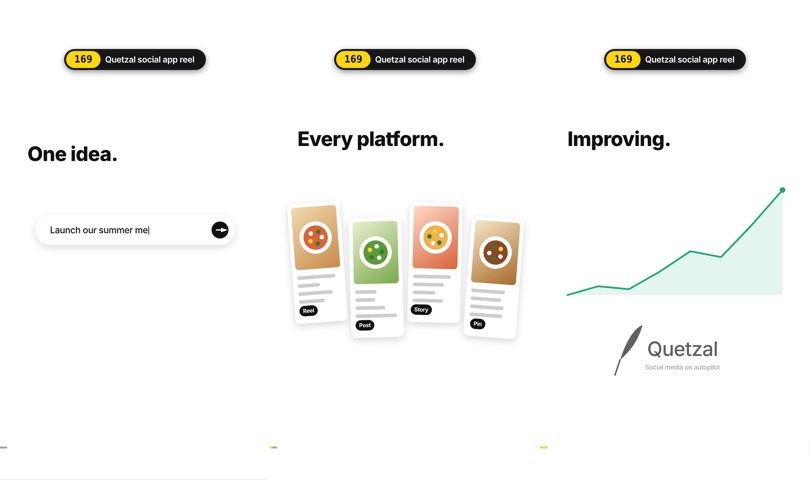 169 Quetzal social app reel
One idea.
Launch our summer me
169 Quetzal social app reel
Every platform.
Reel
Post
Story
Pin
169 Quetzal social app reel
Improving.
Quetzal
Social media on autopilot